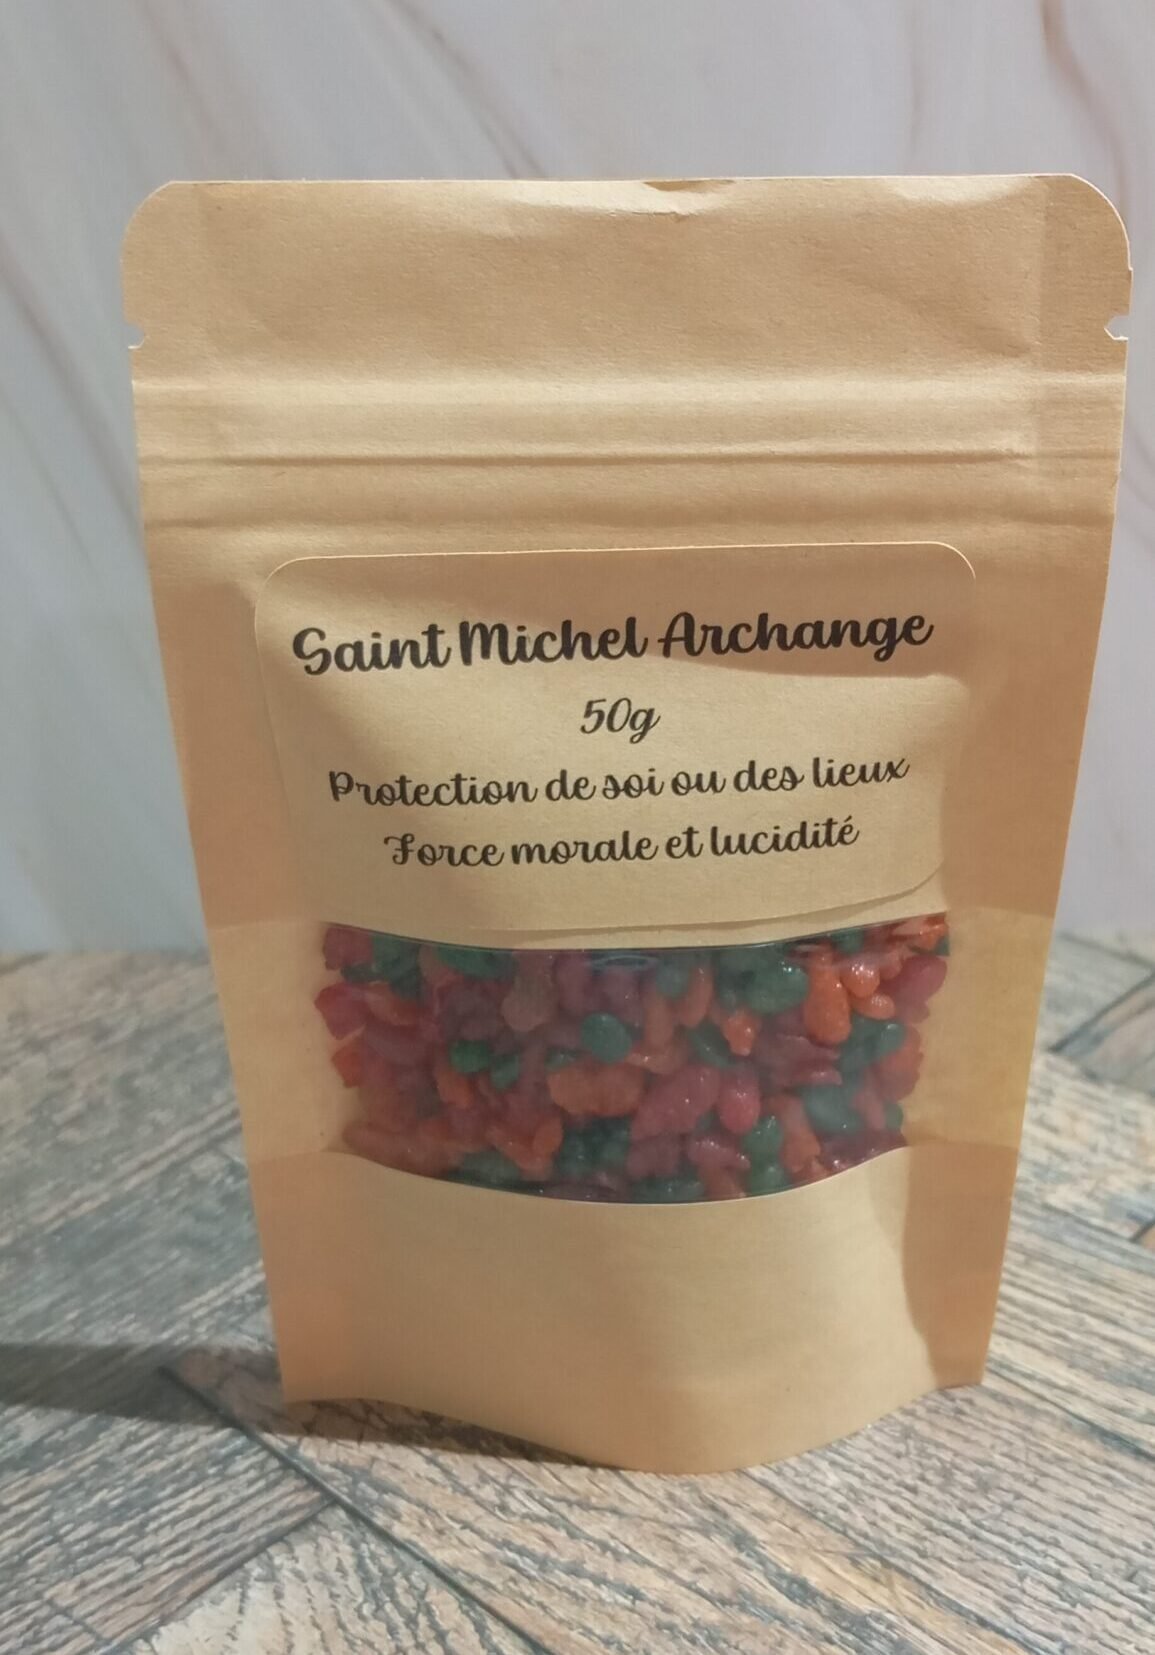 Saint Michel Archange
50g
Protection de soi ou des lieux
Force morale et lucidité